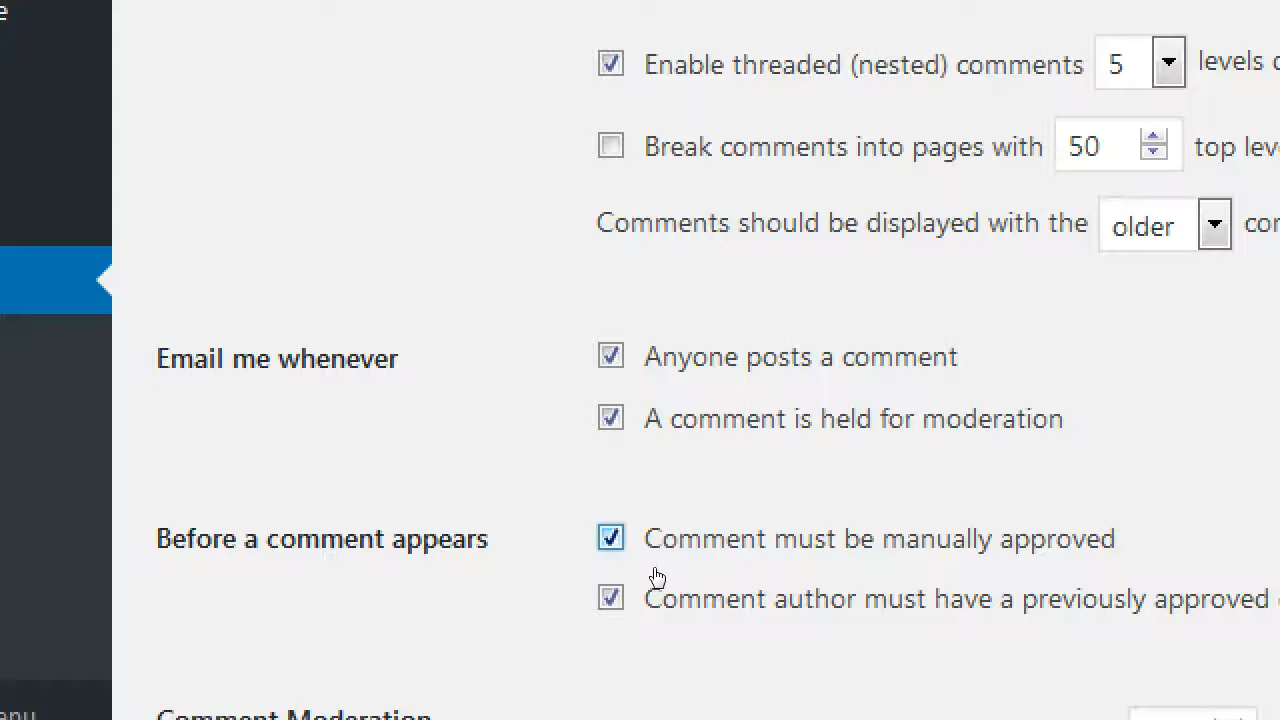 e
Enable threaded (nested) comments 5 levels
Break comments into pages with 50 top
Comments should be displayed with the older
Email me whenever
Anyone posts a comment
A comment is held for moderation
Before a comment appears
Comment must be manually approved
Comment author must have a previously approved
Comment Moderation